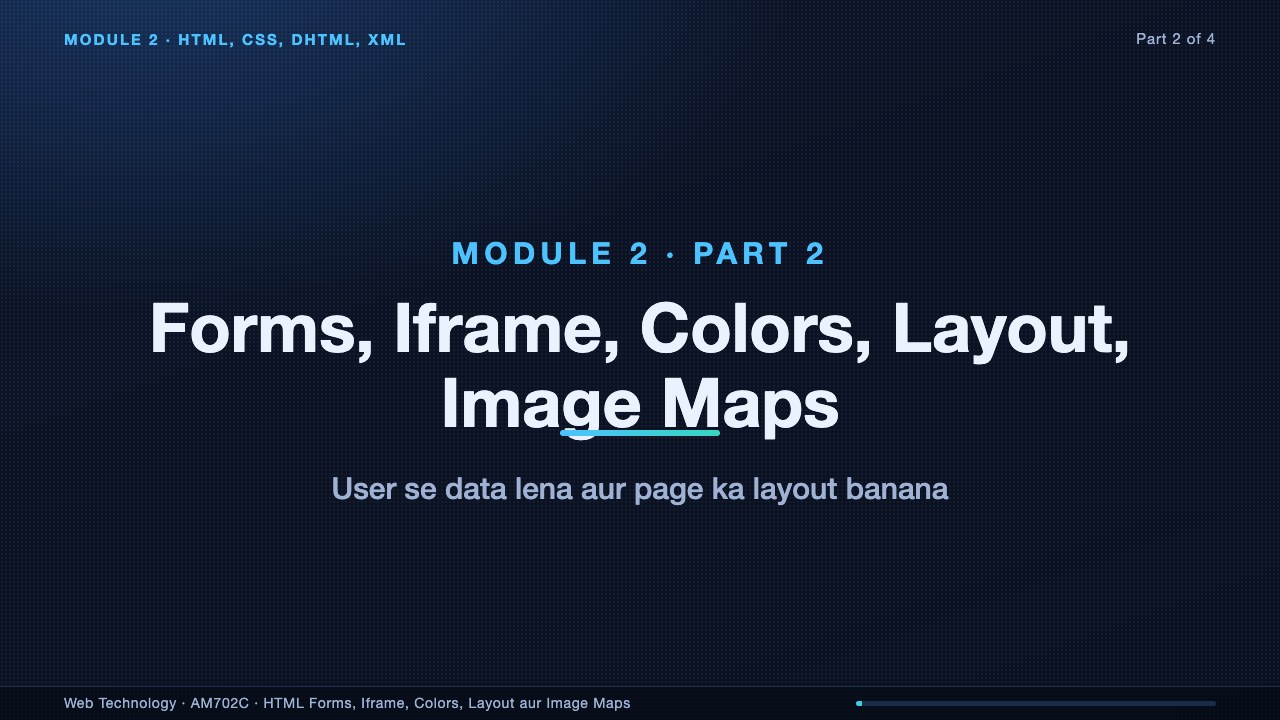 MODULE 2 · HTML, CSS, DHTML, XML
Part 2 of 4
MODULE 2 · PART 2
Forms, Iframe, Colors, Layout,
Image Maps
User se data lena aur page ka layout banana
Web Technology · AM702C · HTML Forms, Iframe, Colors, Layout aur Image Maps